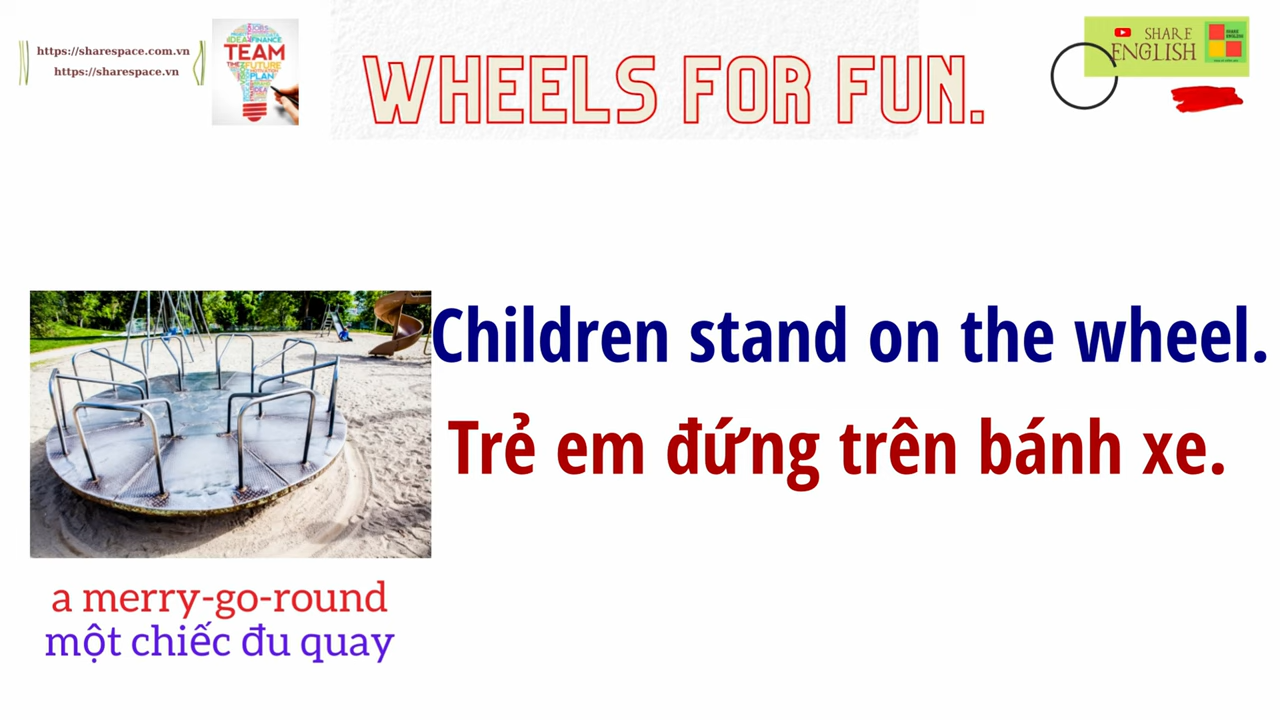 https://sharespace.com.vn
https://sharespace.vn
TEAM
FUTURE
PLAN
WHEELS FOR FUN.
SHARE
ENGLISH
Children stand on the wheel.
Trẻ em đứng trên bánh xe.
a merry-go-round
một chiếc đu quay